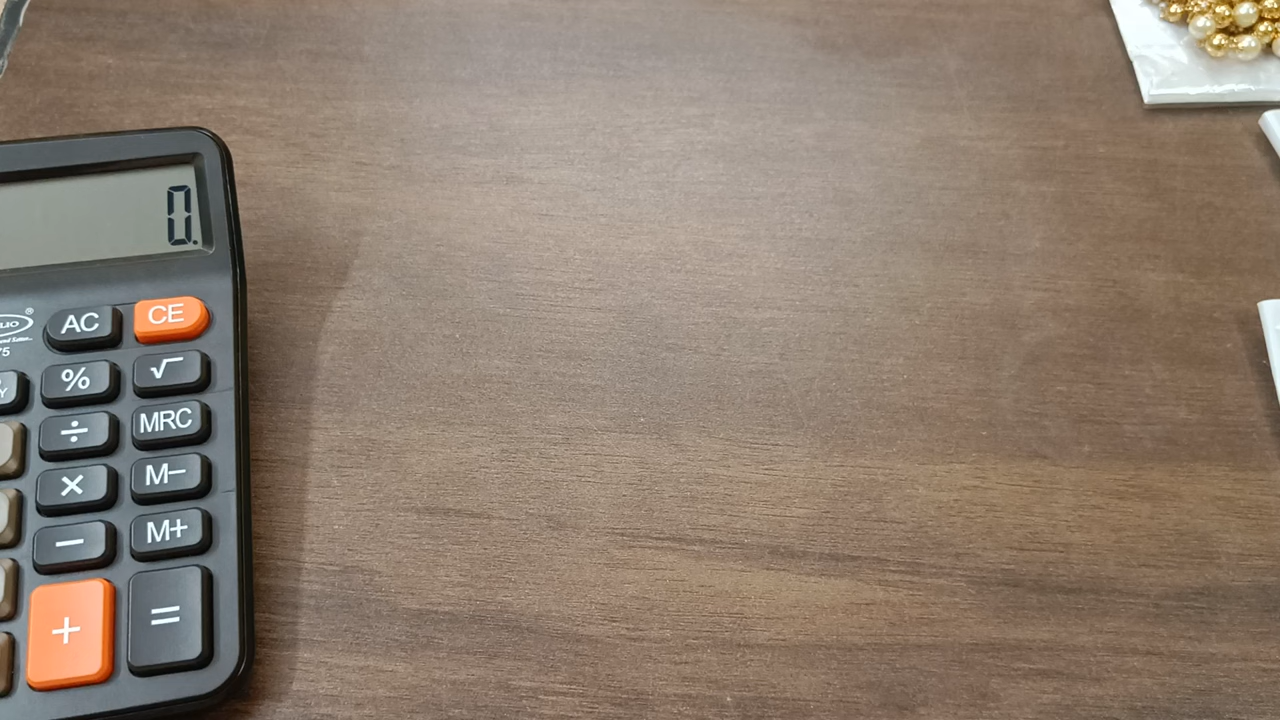 0.
AC CE
% √
÷ MRC
× M−
− M+
+ =